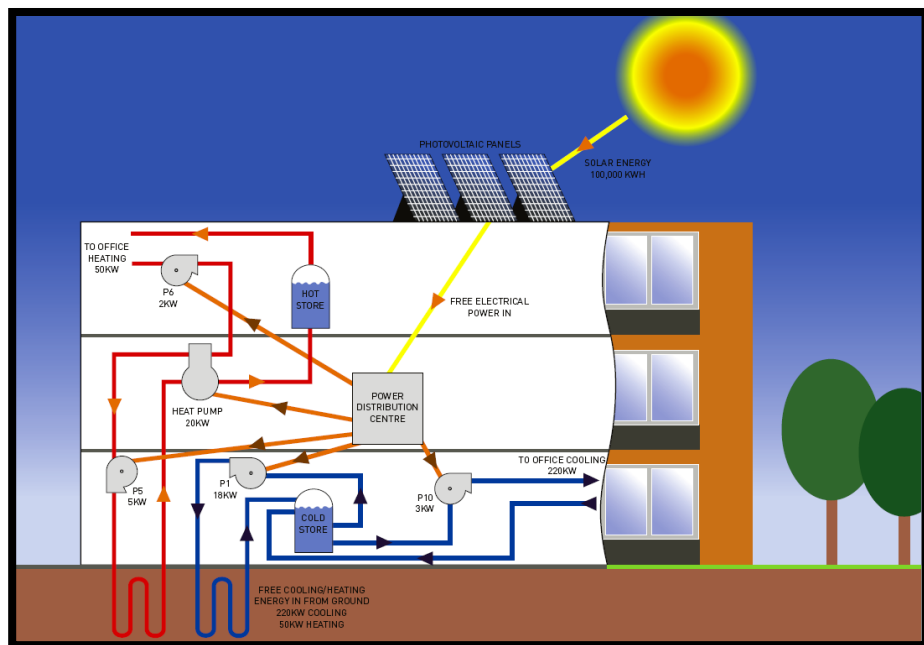 PHOTOVOLTAIC PANELS
SOLAR ENERGY
100,000 KWH
TO OFFICE
HEATING
50KW
P6
2KW
HOT
STORE
FREE ELECTRICAL
POWER IN
HEAT PUMP
20KW
POWER
DISTRIBUTION
CENTRE
P5
5KW
P1
18KW
COLD
STORE
P10
3KW
TO OFFICE COOLING
220KW
FREE COOLING/HEATING
ENERGY IN FROM GROUND
220KW COOLING
50KW HEATING